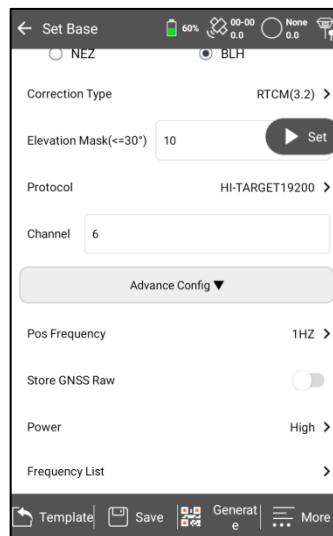 Set Base 60% 00-00 0.0 None 0.0
NEZ BLH
Correction Type RTCM(3.2)
Elevation Mask(<=30°) 10 Set
Protocol HI-TARGET19200
Channel 6
Advance Config ▼
Pos Frequency 1HZ
Store GNSS Raw
Power High
Frequency List
Template Save Generate More